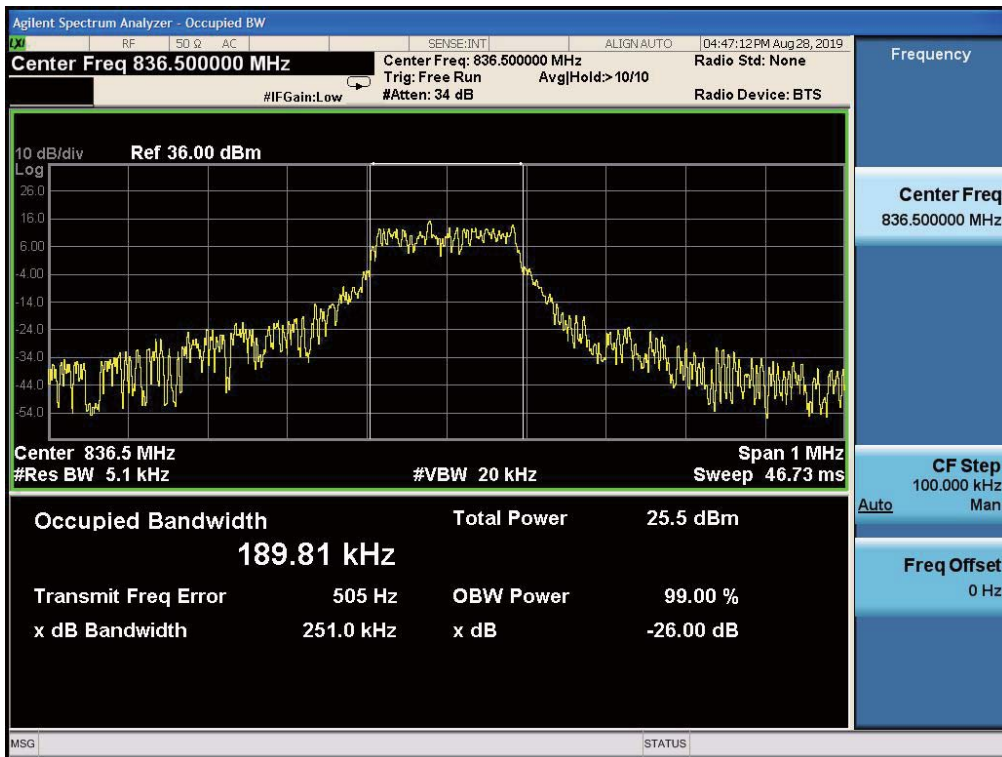 Agilent Spectrum Analyzer - Occupied BW
LXI RF 50 Ω AC SENSE:INT ALIGN AUTO 04:47:12 PM Aug 28, 2019
Center Freq 836.500000 MHz
Center Freq: 836.500000 MHz
Radio Std: None
Trig: Free Run Avg|Hold:> 10/10
#IFGain:Low #Atten: 34 dB
Radio Device: BTS
10 dB/div Ref 36.00 dBm
Log
26.0
16.0
6.00
-4.00
-14.0
-24.0
-34.0
-44.0
-54.0
Center 836.5 MHz Span 1 MHz
#Res BW 5.1 kHz #VBW 20 kHz Sweep 46.73 ms
Occupied Bandwidth Total Power 25.5 dBm
189.81 kHz
Transmit Freq Error 505 Hz OBW Power 99.00 %
x dB Bandwidth 251.0 kHz x dB -26.00 dB
Frequency
Center Freq
836.500000 MHz
CF Step
100.000 kHz
Auto Man
Freq Offset
0 Hz
MSG STATUS